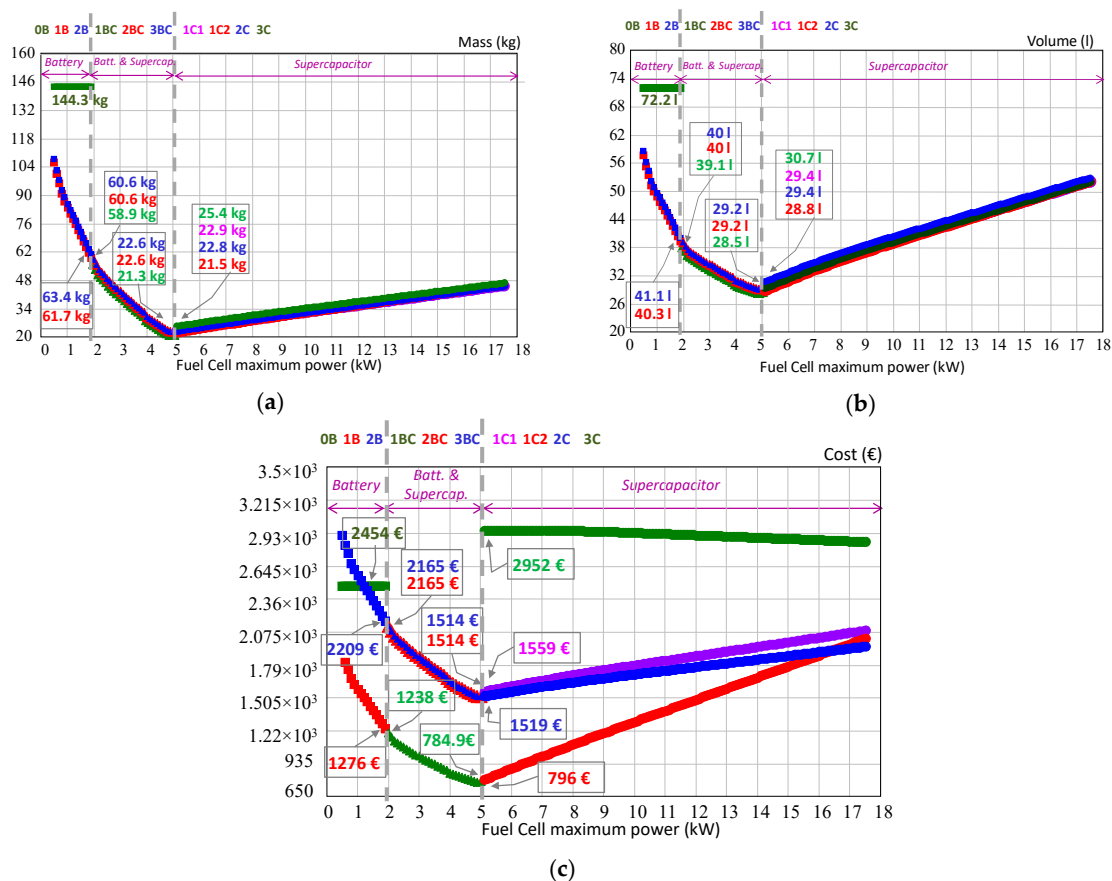 0B 1B 2B 1BC 2BC 3BC 1C1 1C2 2C 3C
Mass (kg)
160
146
132
118
104
90
76
62
48
34
20
Battery
Batt. & Supercap.
Supercapacitor
144.3 kg
60.6 kg
60.6 kg
58.9 kg
22.6 kg
22.6 kg
21.3 kg
25.4 kg
22.9 kg
22.8 kg
21.5 kg
63.4 kg
61.7 kg
0 1 2 3 4 5 6 7 8 9 10 11 12 13 14 15 16 17 18
Fuel Cell maximum power (kW)
(a)
0B 1B 2B 1BC 2BC 3BC 1C1 1C2 2C 3C
Volume (l)
80
74
68
62
56
50
44
38
32
26
20
Battery
Batt. & Supercap.
Supercapacitor
72.2 l
40 l
40 l
39.1 l
29.2 l
29.2 l
28.5 l
30.7 l
29.4 l
29.4 l
28.8 l
41.1 l
40.3 l
0 1 2 3 4 5 6 7 8 9 10 11 12 13 14 15 16 17 18
Fuel Cell maximum power (kW)
(b)
0B 1B 2B 1BC 2BC 3BC 1C1 1C2 2C 3C
Cost (€)
3.5×10³
3.215×10³
2.93×10³
2.645×10³
2.36×10³
2.075×10³
1.79×10³
1.505×10³
1.22×10³
935
650
Battery
Batt. &
Supercap.
Supercapacitor
2454 €
2952 €
2165 €
2165 €
2209 €
1514 €
1514 €
1559 €
1238 €
1519 €
784.9€
1276 €
796 €
0 1 2 3 4 5 6 7 8 9 10 11 12 13 14 15 16 17 18
Fuel Cell maximum power (kW)
(c)